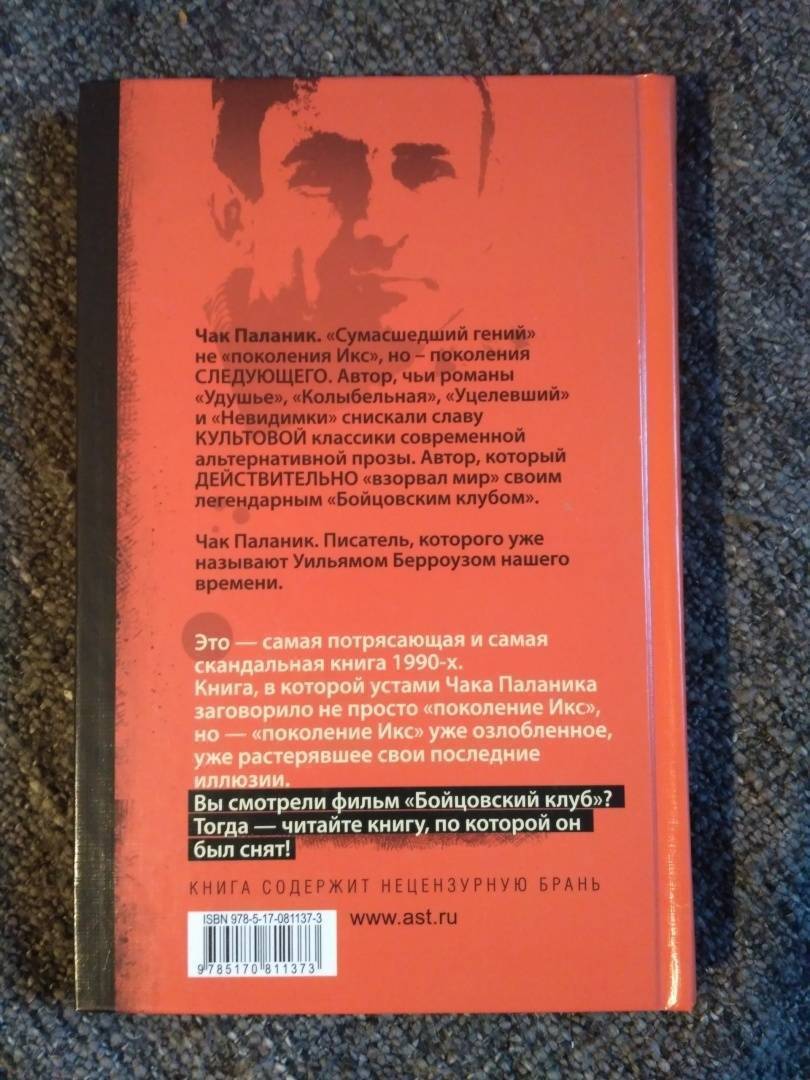 Чак Паланик. «Сумасшедший гений»
не «поколения Икс», но – поколения
СЛЕДУЮЩЕГО. Автор, чьи романы
«Удушье», «Колыбельная», «Уцелевший»
и «Невидимки» снискали славу
КУЛЬТОВОЙ классики современной
альтернативной прозы. Автор, который
ДЕЙСТВИТЕЛЬНО «взорвал мир» своим
легендарным «Бойцовским клубом».
Чак Паланик. Писатель, которого уже
называют Уильямом Берроузом нашего
времени.
Это — самая потрясающая и самая
скандальная книга 1990-х.
Книга, в которой устами Чака Паланика
заговорило не просто «поколение Икс»,
но — «поколение Икс» уже озлобленное,
уже растерявшее свои последние
иллюзии.
Вы смотрели фильм «Бойцовский клуб»?
Тогда — читайте книгу, по которой он
был снят!
КНИГА СОДЕРЖИТ НЕЦЕНЗУРНУЮ БРАНЬ
ISBN 978-5-17-081137-3
www.ast.ru
9 785170 811373